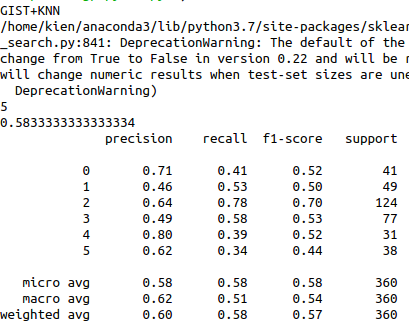 GIST+KNN
/home/kien/anaconda3/lib/python3.7/site-packages/sklear
_search.py:841: DeprecationWarning: The default of the
change from True to False in version 0.22 and will be
will change numeric results when test-set sizes are une
DeprecationWarning)
5
0.5833333333333334
precision recall f1-score support
0 0.71 0.41 0.52 41
1 0.46 0.53 0.50 49
2 0.64 0.78 0.70 124
3 0.49 0.58 0.53 77
4 0.80 0.39 0.52 31
5 0.62 0.34 0.44 38
micro avg 0.58 0.58 0.58 360
macro avg 0.62 0.51 0.54 360
weighted avg 0.60 0.58 0.57 360